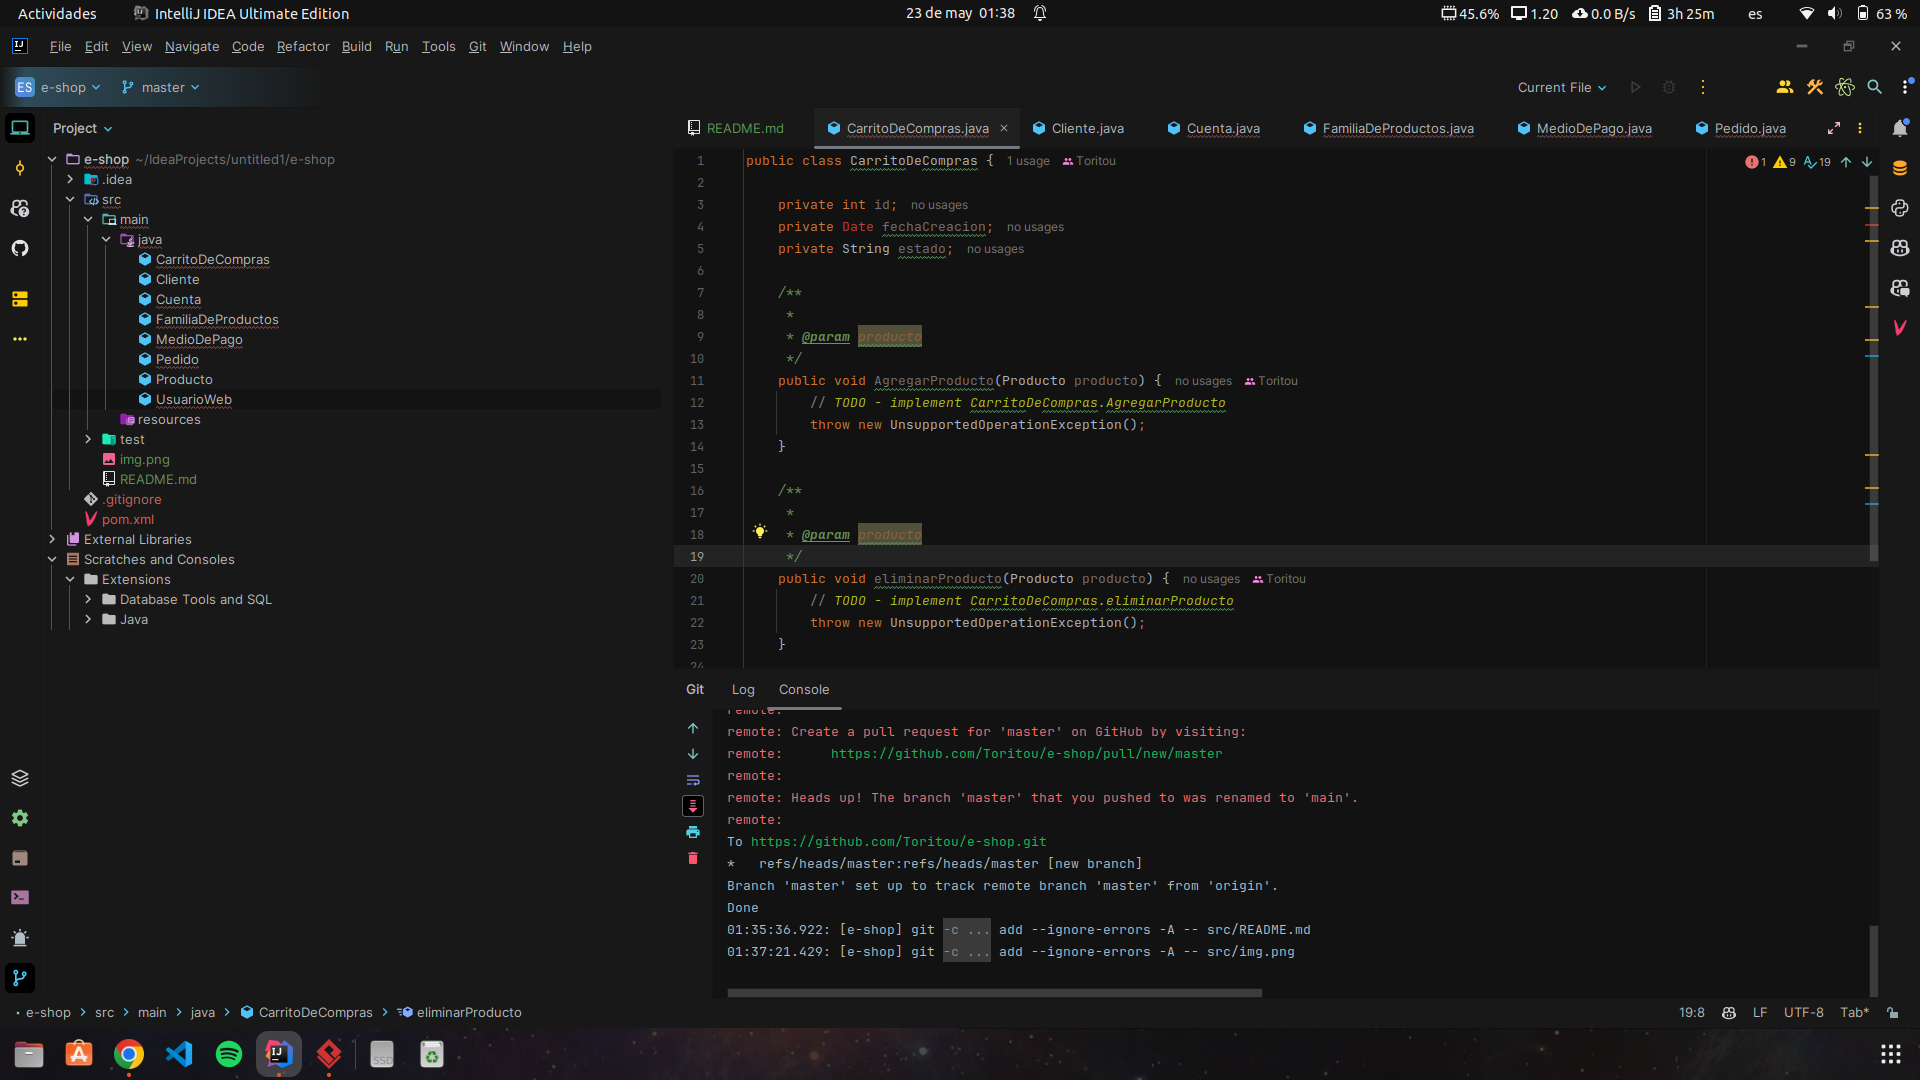 Actividades
IntelliJ IDEA Ultimate Edition
23 de may 01:38
45.6% 1.20 0.0 B/s 3h 25m es 63 %
File Edit View Navigate Code Refactor Build Run Tools Git Window Help
ES e-shop master
Current File
Project
e-shop ~/IdeaProjects/untitled1/e-shop
.idea
src
main
java
CarritoDeCompras
Cliente
Cuenta
FamiliaDeProductos
MedioDePago
Pedido
Producto
UsuarioWeb
resources
test
img.png
README.md
.gitignore
pom.xml
External Libraries
Scratches and Consoles
Extensions
Database Tools and SQL
Java
README.md CarritoDeCompras.java Cliente.java Cuenta.java FamiliaDeProductos.java MedioDePago.java Pedido.java
1 9 19
1 public class CarritoDeCompras { 1 usage Toritou
2
3 private int id; no usages
4 private Date fechaCreacion; no usages
5 private String estado; no usages
6
7 /**
8 *
9 * @param producto
10 */
11 public void AgregarProducto(Producto producto) { no usages Toritou
12 // TODO - implement CarritoDeCompras.AgregarProducto
13 throw new UnsupportedOperationException();
14 }
15
16 /**
17 *
18 * @param producto
19 */
20 public void eliminarProducto(Producto producto) { no usages Toritou
21 // TODO - implement CarritoDeCompras.eliminarProducto
22 throw new UnsupportedOperationException();
23 }
24
Git Log Console
remote:
remote: Create a pull request for 'master' on GitHub by visiting:
remote: https://github.com/Toritou/e-shop/pull/new/master
remote:
remote: Heads up! The branch 'master' that you pushed to was renamed to 'main'.
remote:
To https://github.com/Toritou/e-shop.git
* refs/heads/master:refs/heads/master [new branch]
Branch 'master' set up to track remote branch 'master' from 'origin'.
Done
01:35:36.922: [e-shop] git -c ... add --ignore-errors -A -- src/README.md
01:37:21.429: [e-shop] git -c ... add --ignore-errors -A -- src/img.png
e-shop > src > main > java > CarritoDeCompras > eliminarProducto
19:8 LF UTF-8 Tab*
SSD